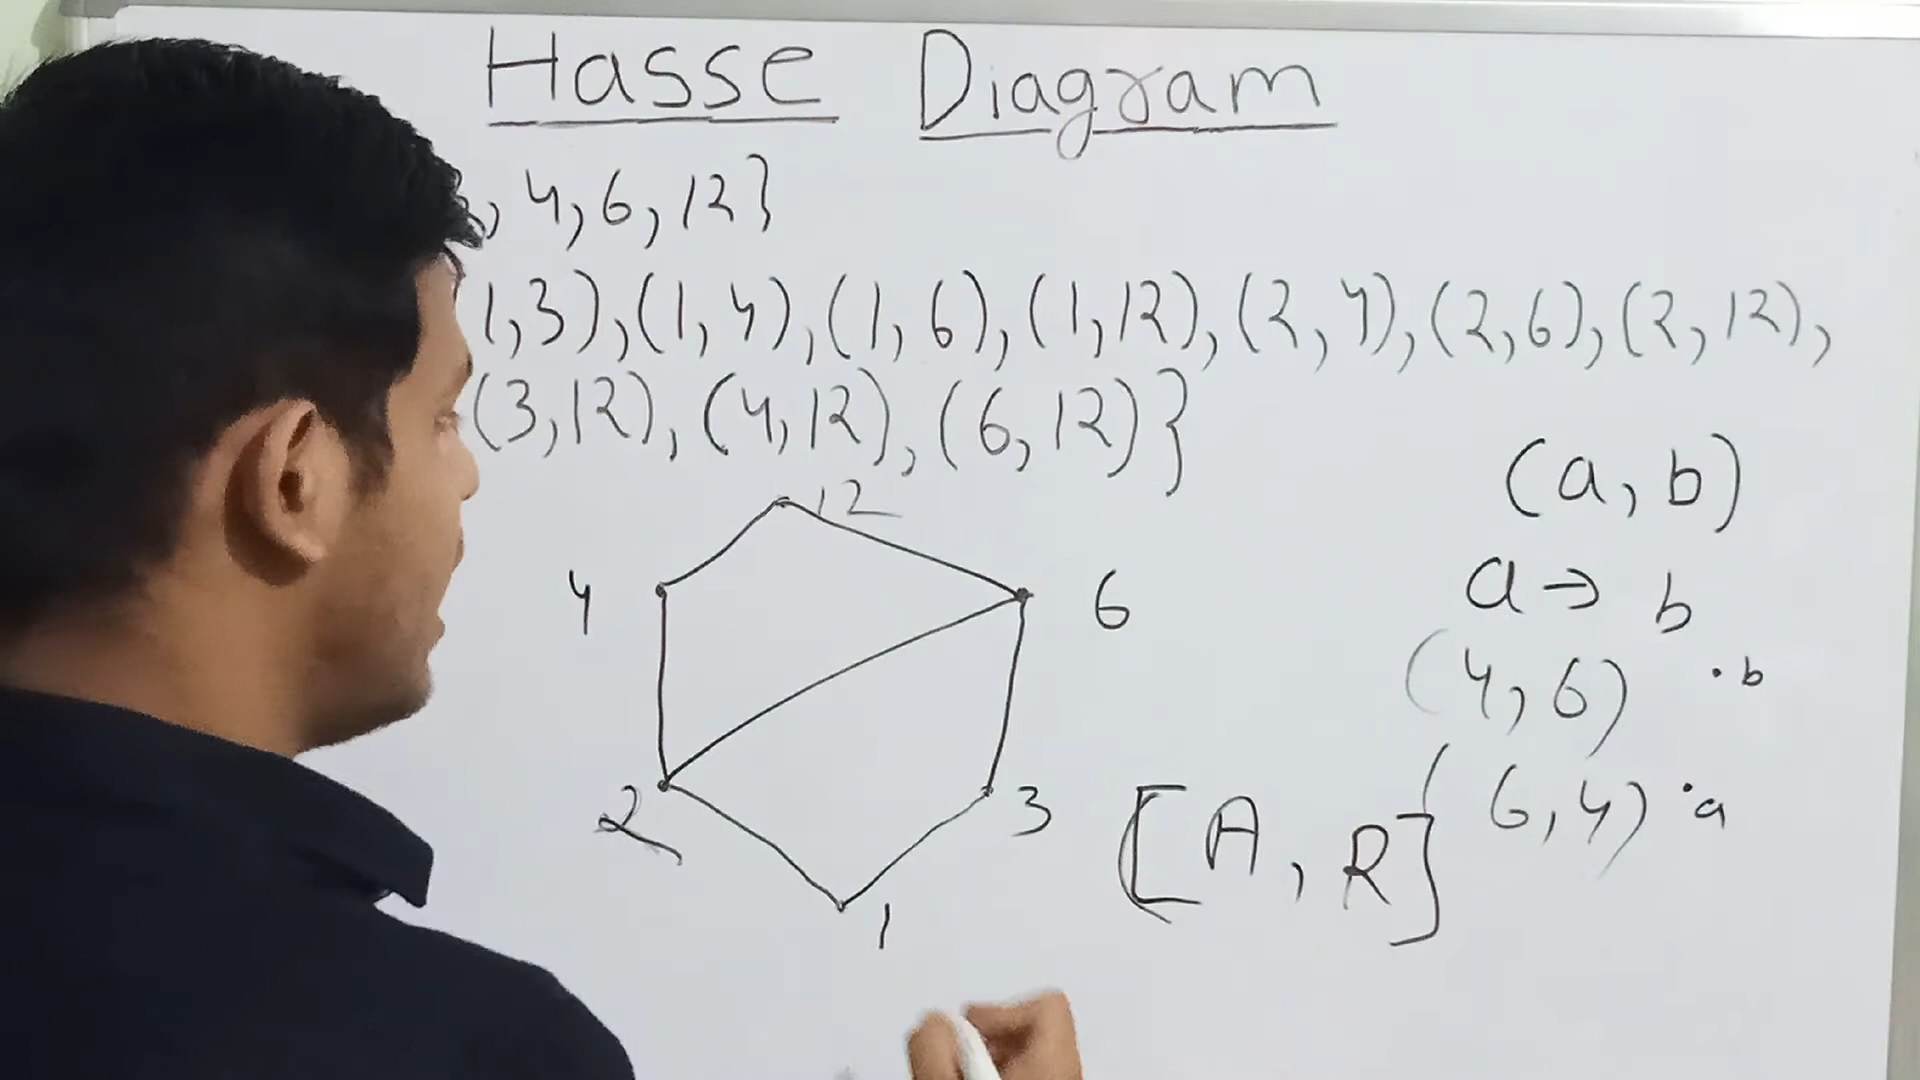 Hasse Diagram
, 4, 6, 12}
1,3), (1,4), (1,6), (1,12), (2,4), (2,6), (2,12),
(3,12), (4,12), (6,12)}
(a, b)
12
4
6
a → b
(4,6)
. b
2
3
[A, R]
(6,4)
. a
1